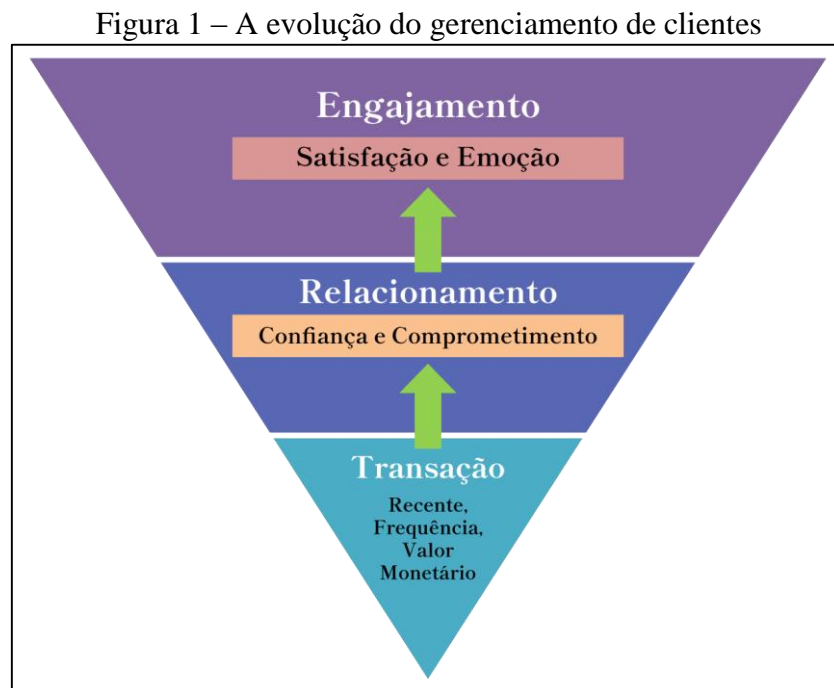 Figura 1 – A evolução do gerenciamento de clientes
Engajamento
Satisfação e Emoção
Relacionamento
Confiança e Comprometimento
Transação
Recente,
Frequência,
Valor
Monetário